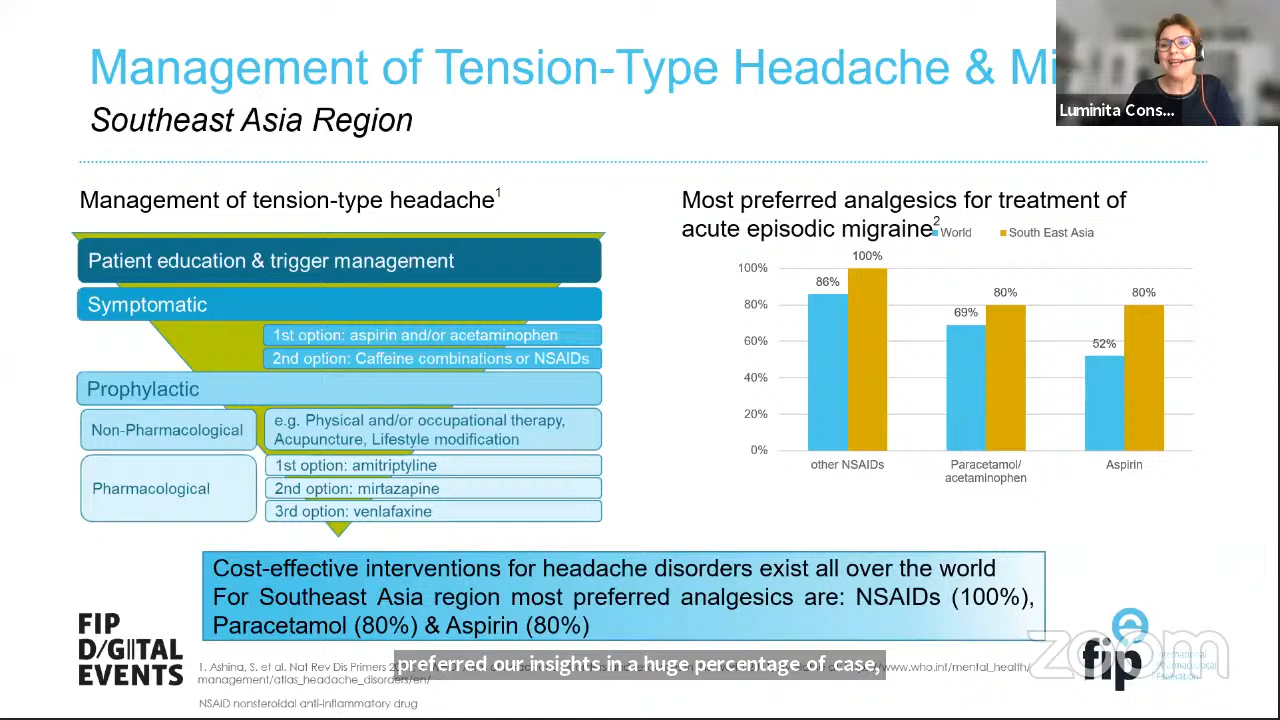 Management of Tension-Type Headache & Mi
Southeast Asia Region
Luminita Cons...
Management of tension-type headache1
Patient education & trigger management
Symptomatic
1st option: aspirin and/or acetaminophen
2nd option: Caffeine combinations or NSAIDs
Prophylactic
Non-Pharmacological
e.g. Physical and/or occupational therapy,
Acupuncture, Lifestyle modification
Pharmacological
1st option: amitriptyline
2nd option: mirtazapine
3rd option: venlafaxine
Most preferred analgesics for treatment of
acute episodic migraine2
World South East Asia
100%
80%
60%
40%
20%
0%
86% 100%
69% 80%
52% 80%
other NSAIDs
Paracetamol/
acetaminophen
Aspirin
Cost-effective interventions for headache disorders exist all over the world
For Southeast Asia region most preferred analgesics are: NSAIDs (100%),
Paracetamol (80%) & Aspirin (80%)
FIP
D/GITAL
EVENTS
1. Ashina, S. et al. Nat Rev Dis Primers 2
www.who.int/mental_health/
management/atlas_headache_disorders/en/
NSAID nonsteroidal anti-inflammatory drug
preferred our insights in a huge percentage of case,
fip
International
Pharmaceutical
Federation
zoom